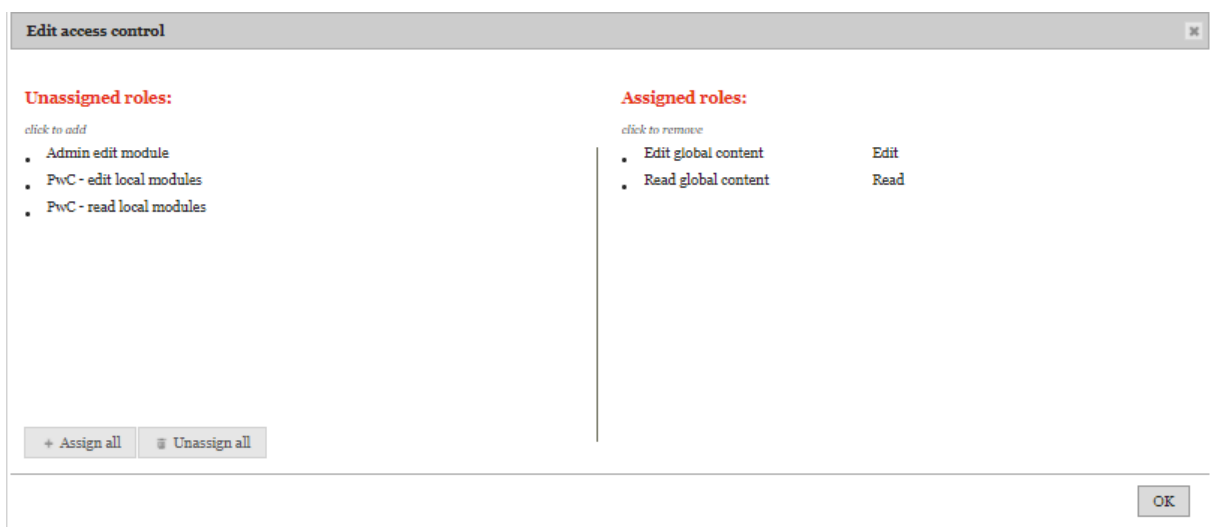 Edit access control
Unassigned roles:
click to add
Admin edit module
PwC - edit local modules
PwC - read local modules
Assigned roles:
click to remove
Edit global content Edit
Read global content Read
+ Assign all
Unassign all
OK